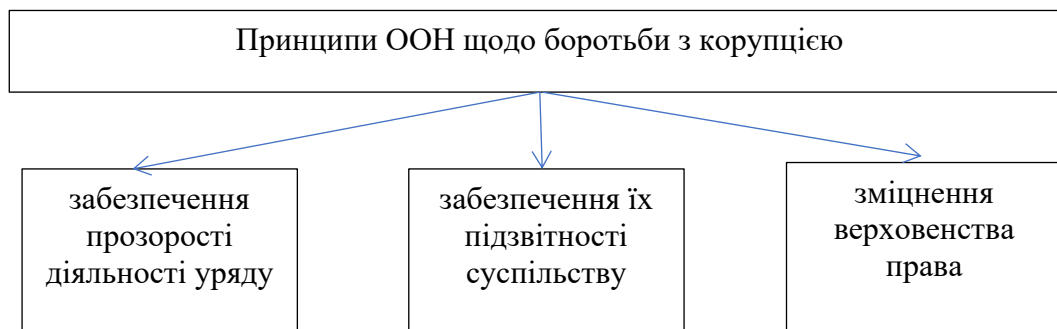 Принципи ООН щодо боротьби з корупцією
забезпечення
прозорості
діяльності уряду
забезпечення їх
підзвітності
суспільству
зміцнення
верховенства
права